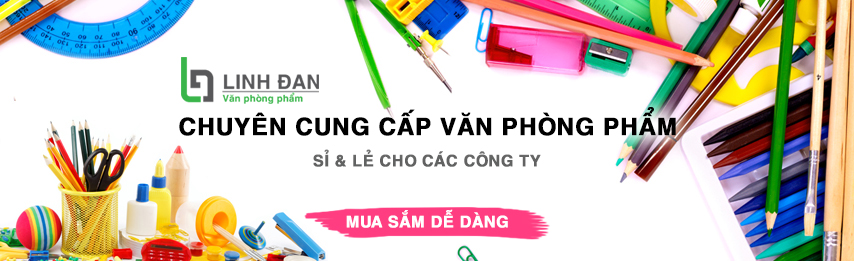 LINH ĐAN
Văn phòng phẩm
CHUYÊN CUNG CẤP VĂN PHÒNG PHẨM
SỈ & LẺ CHO CÁC CÔNG TY
MUA SẮM DỄ DÀNG